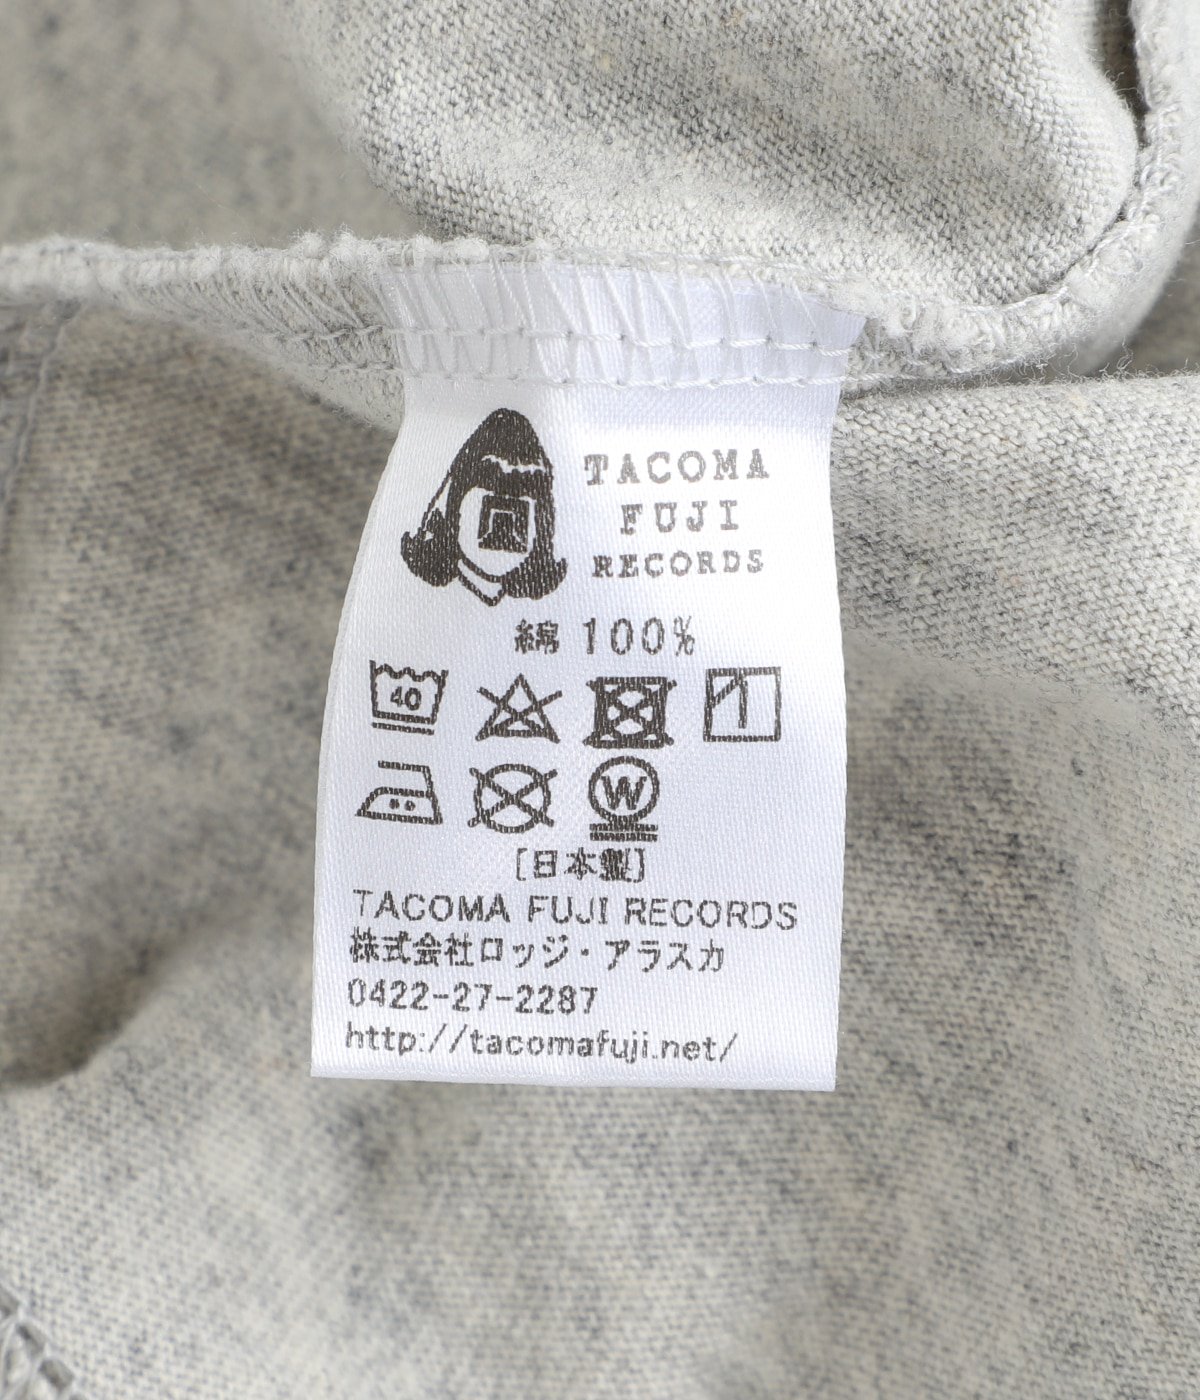 TACOMA
FUJI
RECORDS
綿 100%
40
W
[日本製]
TACOMA FUJI RECORDS
株式会社ロッジ・アラスカ
0422-27-2287
http://tacomafuji.net/